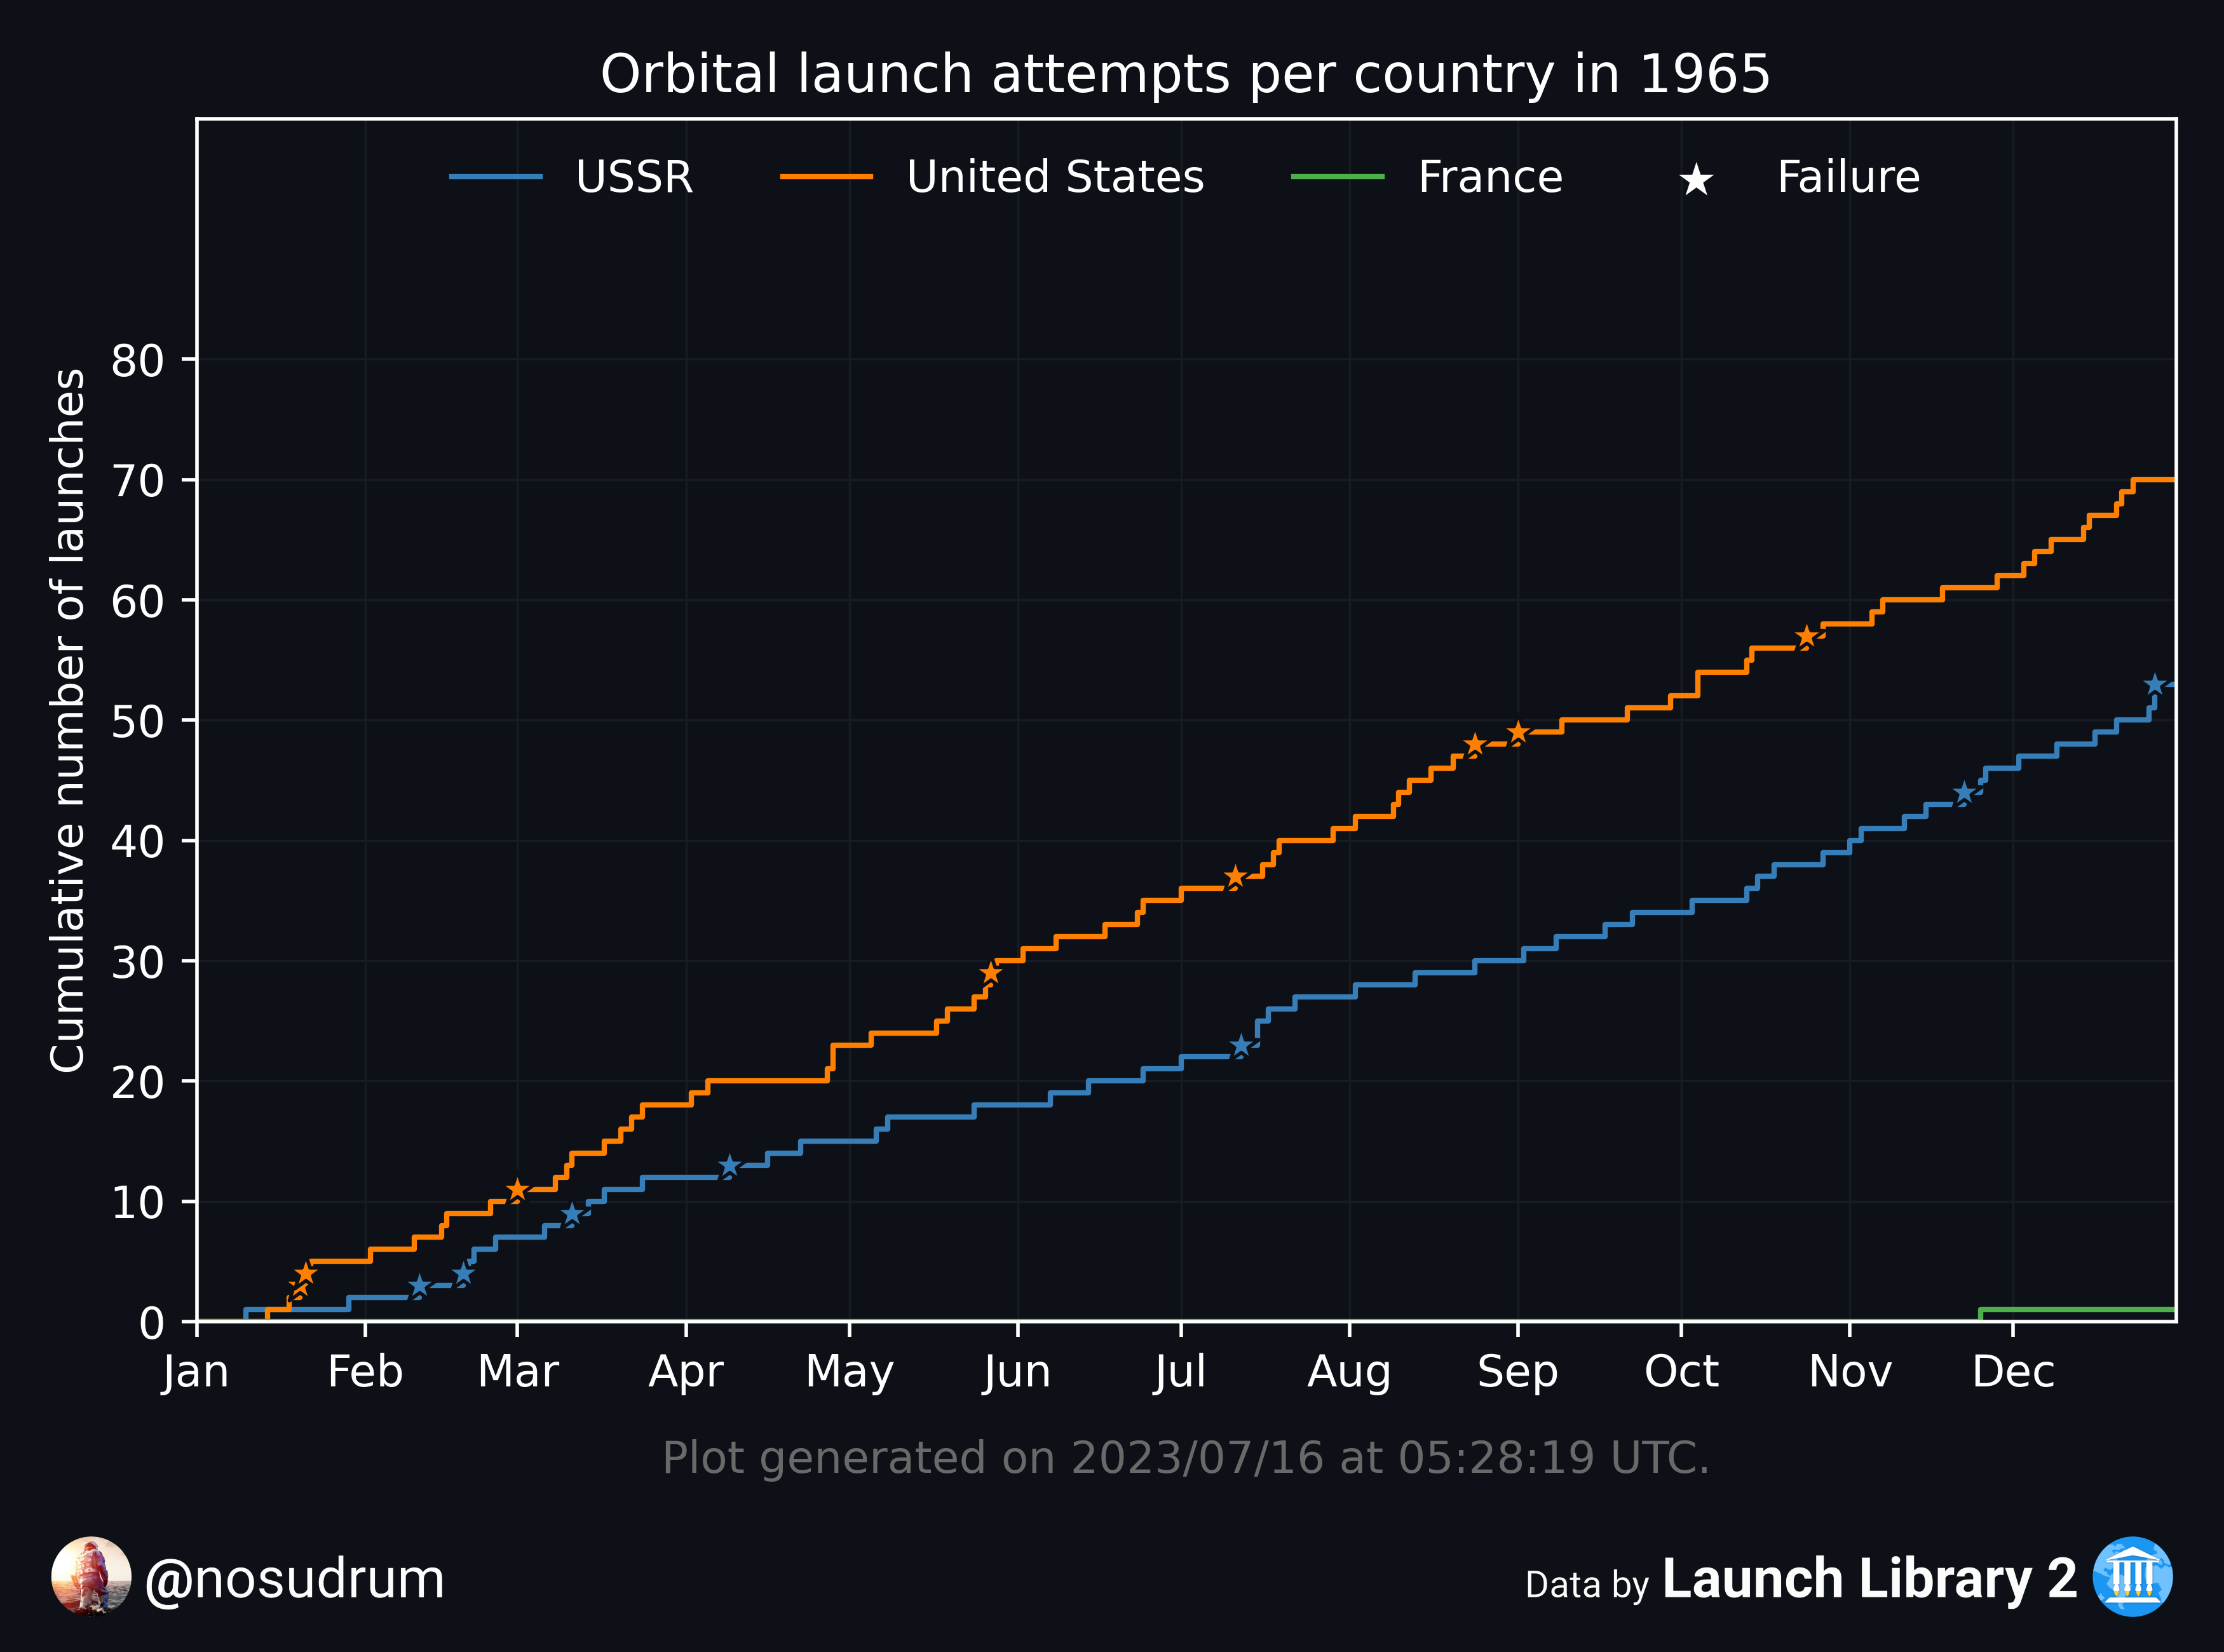 Orbital launch attempts per country in 1965
USSR United States France Failure
Cumulative number of launches
80
70
60
50
40
30
20
10
0
Jan Feb Mar Apr May Jun Jul Aug Sep Oct Nov Dec
Plot generated on 2023/07/16 at 05:28:19 UTC.
@nosudrum
Data by Launch Library 2